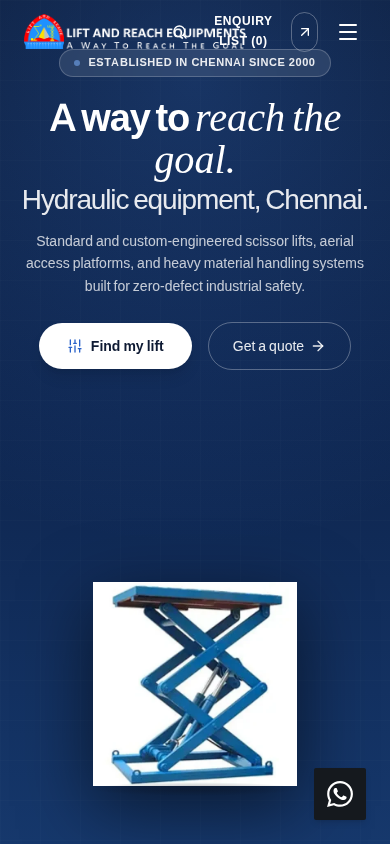 LIFT AND REACH EQUIPMENTS
A Way To Reach The Goal
ENQUIRY
LIST (0)
ESTABLISHED IN CHENNAI SINCE 2000
A way to reach the
goal.
Hydraulic equipment, Chennai.
Standard and custom-engineered scissor lifts, aerial
access platforms, and heavy material handling systems
built for zero-defect industrial safety.
Find my lift
Get a quote